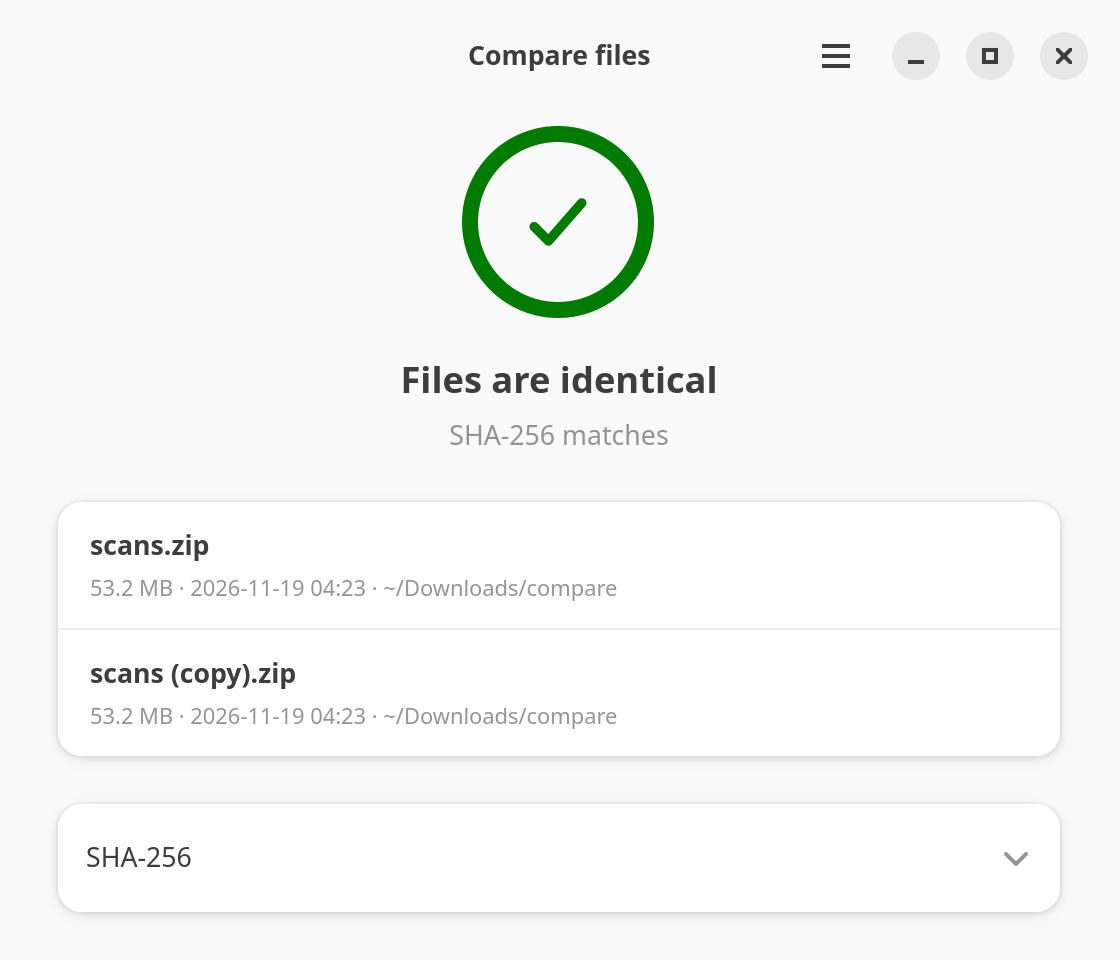 Compare files
Files are identical
SHA-256 matches
scans.zip
53.2 MB · 2026-11-19 04:23 · ~/Downloads/compare
scans (copy).zip
53.2 MB · 2026-11-19 04:23 · ~/Downloads/compare
SHA-256